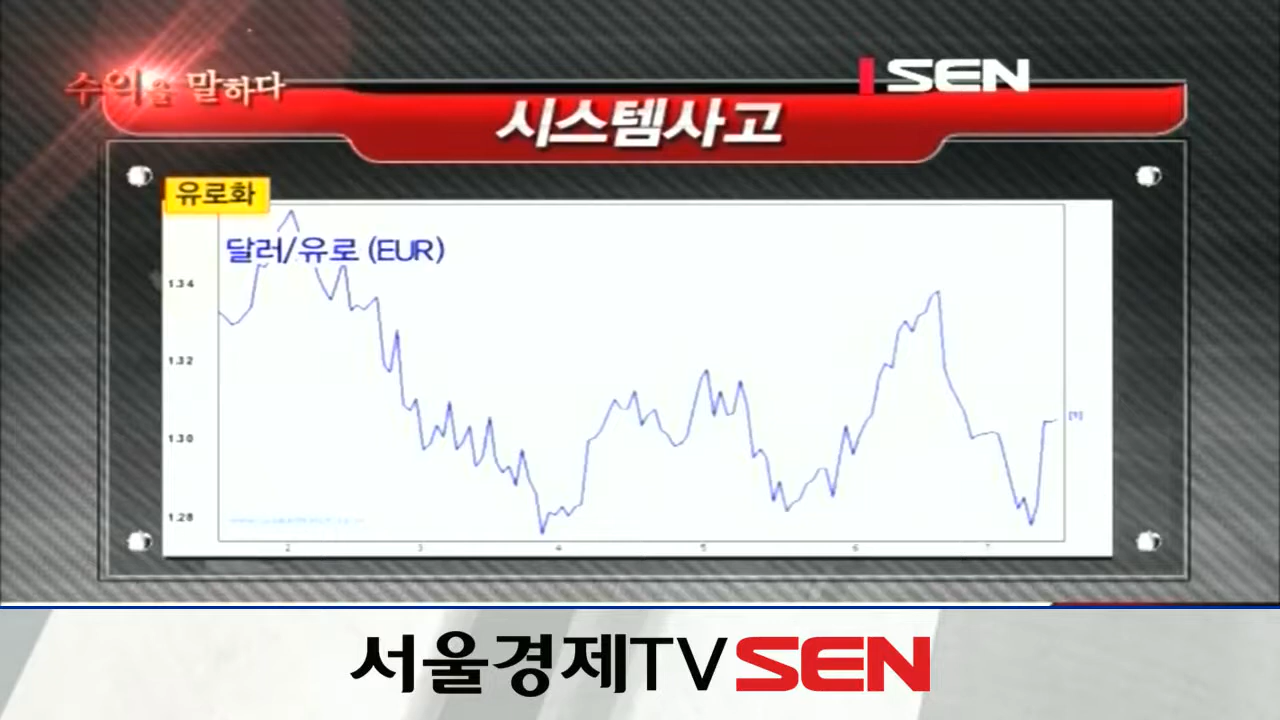 수익을 말하다
SEN
시스템사고
유로화
달러/유로 (EUR)
1.34
1.32
1.30
1.28
2 3 4 5 6 7
서울경제TV SEN